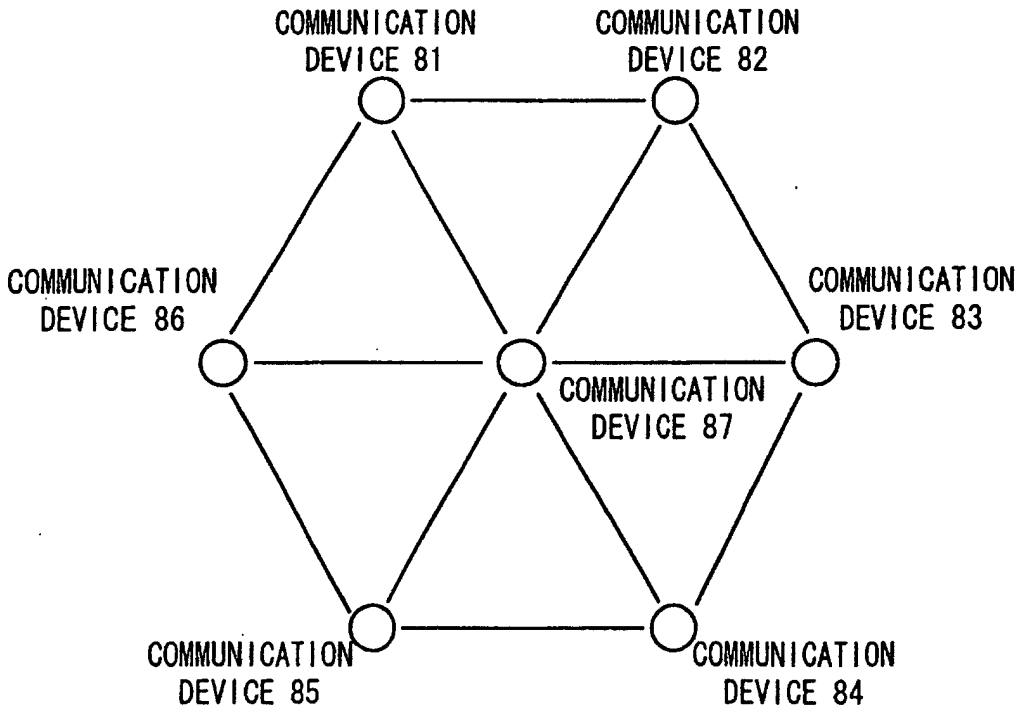 COMMUNICATION
DEVICE 81
COMMUNICATION
DEVICE 82
COMMUNICATION
DEVICE 86
COMMUNICATION
DEVICE 83
COMMUNICATION
DEVICE 87
COMMUNICATION
DEVICE 85
COMMUNICATION
DEVICE 84